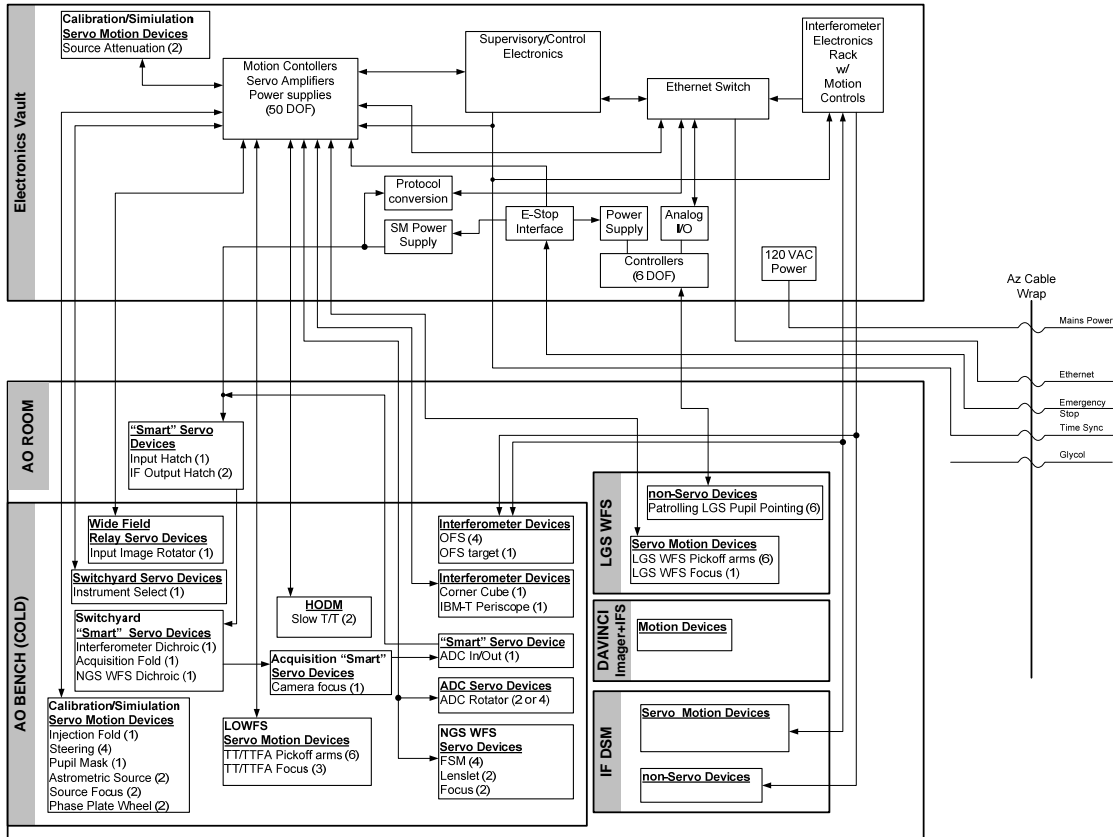 Electronics Vault
Calibration/Simiulation
Servo Motion Devices
Source Attenuation (2)
Motion Contollers
Servo Amplifiers
Power supplies
(50 DOF)
Supervisory/Control
Electronics
Ethernet Switch
Interferometer
Electronics
Rack
w/
Motion
Controls
Protocol
conversion
SM Power
Supply
E-Stop
Interface
Power
Supply
Analog
I/O
Controllers
(6 DOF)
120 VAC
Power
Az Cable
Wrap
Mains Power
Ethernet
Emergency
Stop
Time Sync
Glycol
AO ROOM
"Smart" Servo
Devices
Input Hatch (1)
IF Output Hatch (2)
AO BENCH (COLD)
Wide Field
Relay Servo Devices
Input Image Rotator (1)
Switchyard Servo Devices
Instrument Select (1)
Switchyard
"Smart" Servo Devices
Interferometer Dichroic (1)
Acquisition Fold (1)
NGS WFS Dichroic (1)
Calibration/Simiulation
Servo Motion Devices
Injection Fold (1)
Steering (4)
Pupil Mask (1)
Astrometric Source (2)
Source Focus (2)
Phase Plate Wheel (2)
HODM
Slow T/T (2)
Acquisition "Smart"
Servo Devices
Camera focus (1)
LOWFS
Servo Motion Devices
TT/TTFA Pickoff arms (6)
TT/TTFA Focus (3)
Interferometer Devices
OFS (4)
OFS target (1)
Interferometer Devices
Corner Cube (1)
IBM-T Periscope (1)
"Smart" Servo Device
ADC In/Out (1)
ADC Servo Devices
ADC Rotator (2 or 4)
NGS WFS
Servo Devices
FSM (4)
Lenslet (2)
Focus (2)
LGS WFS
non-Servo Devices
Patrolling LGS Pupil Pointing (6)
Servo Motion Devices
LGS WFS Pickoff arms (6)
LGS WFS Focus (1)
DAVINCI
Imager+IFS
Motion Devices
IF DSM
Servo Motion Devices
non-Servo Devices